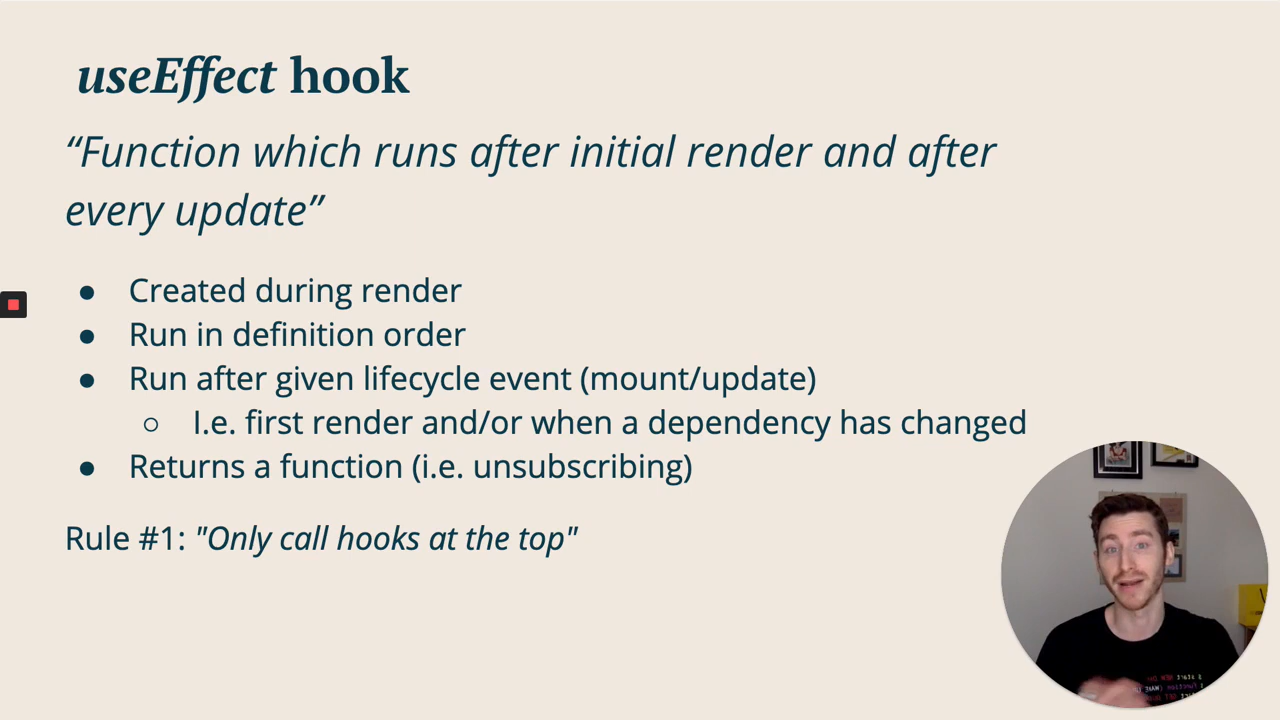 useEffect hook
“Function which runs after initial render and after
every update”
● Created during render
● Run in definition order
● Run after given lifecycle event (mount/update)
○ I.e. first render and/or when a dependency has changed
● Returns a function (i.e. unsubscribing)
Rule #1: "Only call hooks at the top"